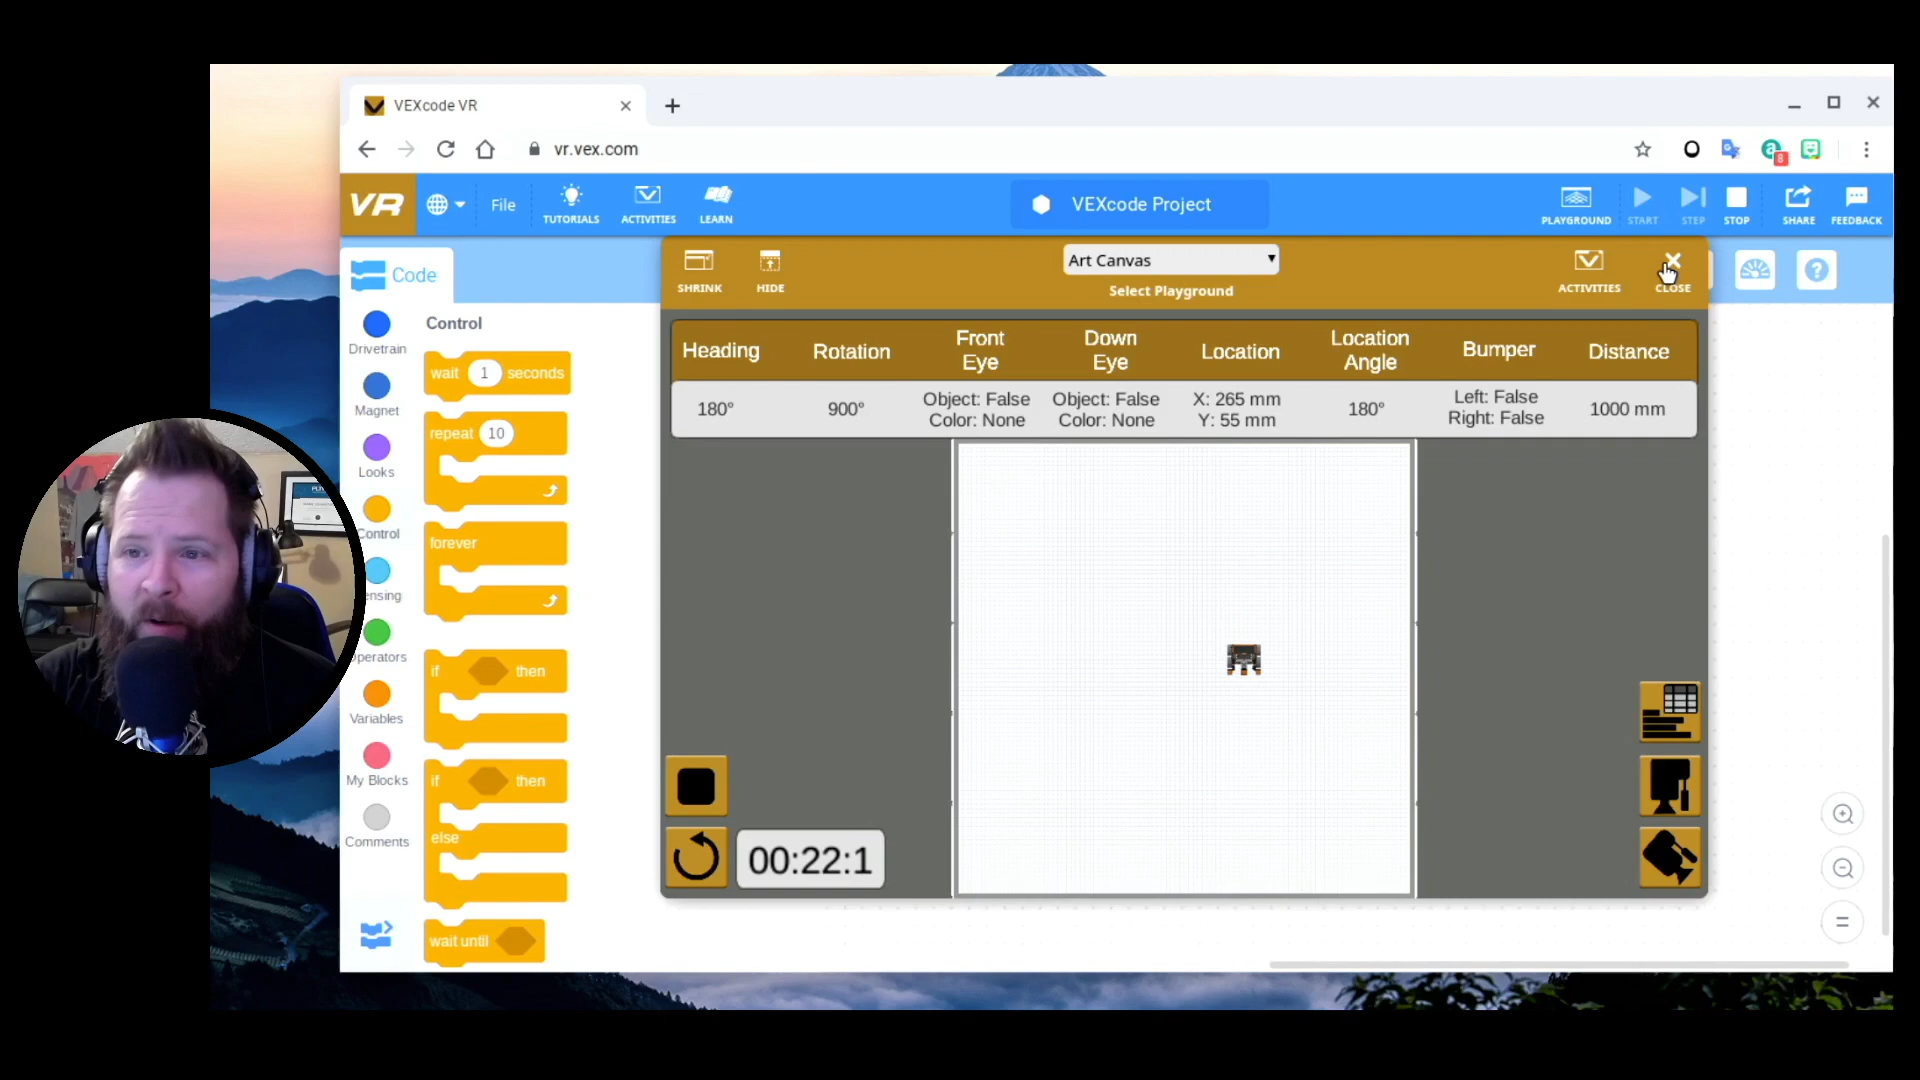 VEXcode VR
vr.vex.com
8
VR
File
TUTORIALS
ACTIVITIES
LEARN
VEXcode Project
PLAYGROUND
START
STEP
STOP
SHARE
FEEDBACK
Code
SHRINK
HIDE
Art Canvas
Select Playground
ACTIVITIES
CLOSE
Heading
Rotation
Front
Eye
Down
Eye
Location
Location
Angle
Bumper
Distance
180°
900°
Object: False
Color: None
Object: False
Color: None
X: 265 mm
Y: 55 mm
180°
Left: False
Right: False
1000 mm
Drivetrain
Magnet
Looks
Control
ensing
perators
Variables
My Blocks
Comments
Control
wait 1 seconds
repeat 10
forever
if then
if then
else
wait until
00:22:1